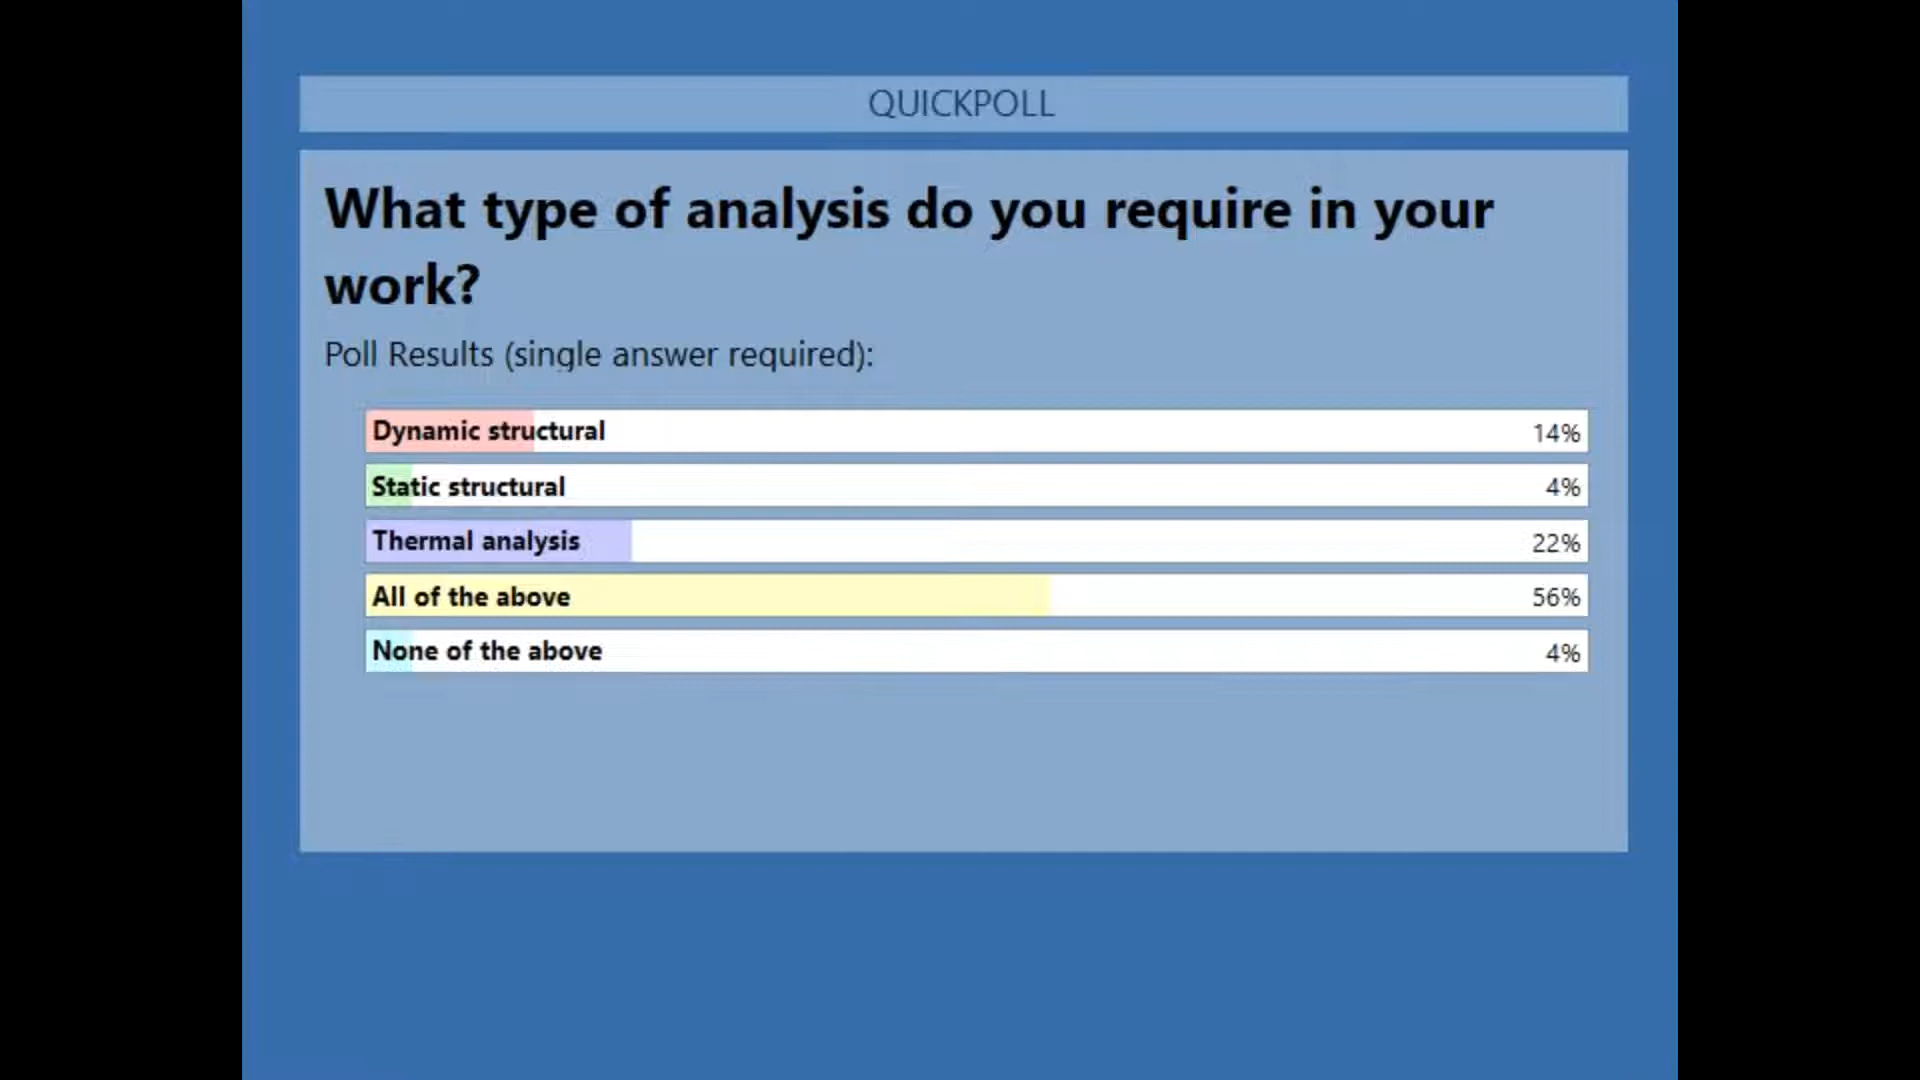 QUICKPOLL
What type of analysis do you require in your
work?
Poll Results (single answer required):
Dynamic structural 14%
Static structural 4%
Thermal analysis 22%
All of the above 56%
None of the above 4%